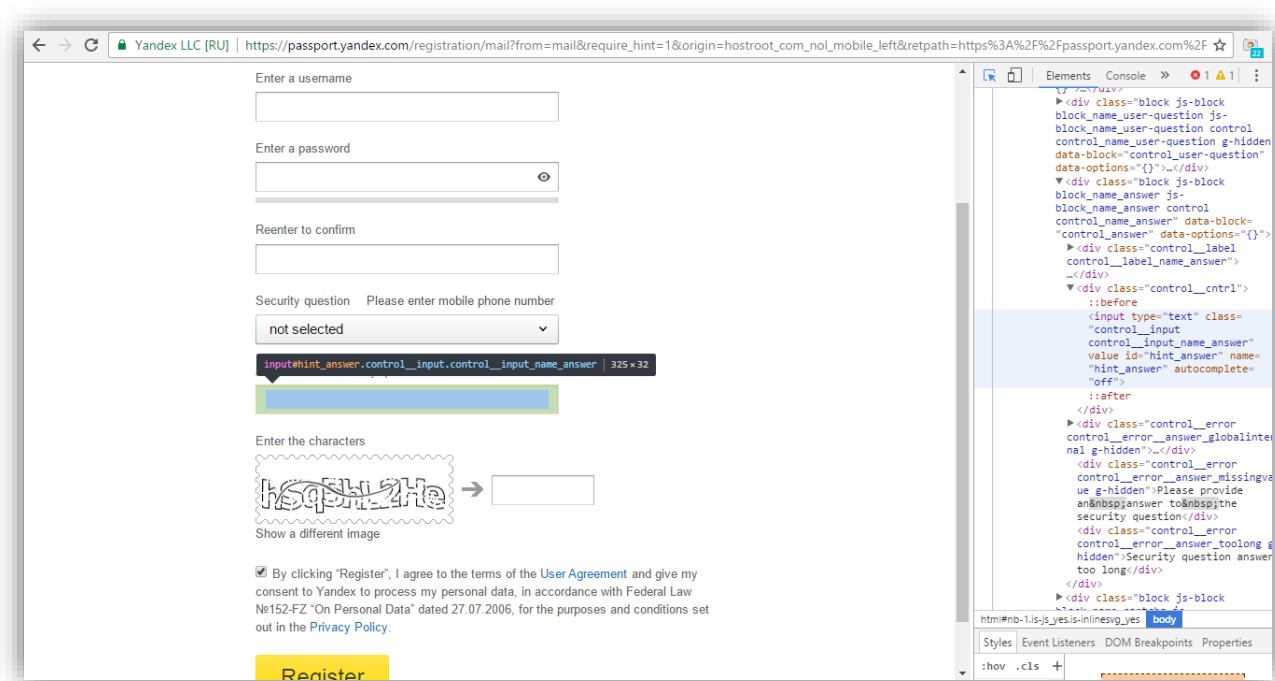 Yandex LLC [RU] | https://passport.yandex.com/registration/mail?from=mail&require_hint=1&origin=hostroot_com_nol_mobile_left&retpath=https%3A%2F%2Fpassport.yandex.com%2F
22
Enter a username
Enter a password
Reenter to confirm
Security question Please enter mobile phone number
not selected
input#hint_answer.control__input.control__input_name_answer | 325×32
Enter the characters
Show a different image
By clicking “Register”, I agree to the terms of the User Agreement and give my
consent to Yandex to process my personal data, in accordance with Federal Law
№152-FZ “On Personal Data” dated 27.07.2006, for the purposes and conditions set
out in the Privacy Policy.
Register
Elements Console » 1 1
{}">…</div>
<div class="block js-block
block_name_user-question js-
block_name_user-question control
control_name_user-question g-hidden
data-block="control_user-question"
data-options="{}">…</div>
<div class="block js-block
block_name_answer js-
block_name_answer control
control_name_answer" data-block=
"control_answer" data-options="{}">
<div class="control__label
control__label_name_answer">
…</div>
<div class="control__cntrl">
::before
<input type="text" class=
"control__input
control__input_name_answer"
value id="hint_answer" name=
"hint_answer" autocomplete=
"off">
::after
</div>
<div class="control__error
control__error__answer_globalinter
nal g-hidden">…</div>
<div class="control__error
control__error__answer_missingva
ue g-hidden">Please provide
an&nbsp;answer to&nbsp;the
security question</div>
<div class="control__error
control__error__answer_toolong g
hidden">Security question answer
too long</div>
</div>
<div class="block js-block
html#nb-1.is-js_yes.is-inlinesvg_yes body
Styles Event Listeners DOM Breakpoints Properties
:hov .cls +